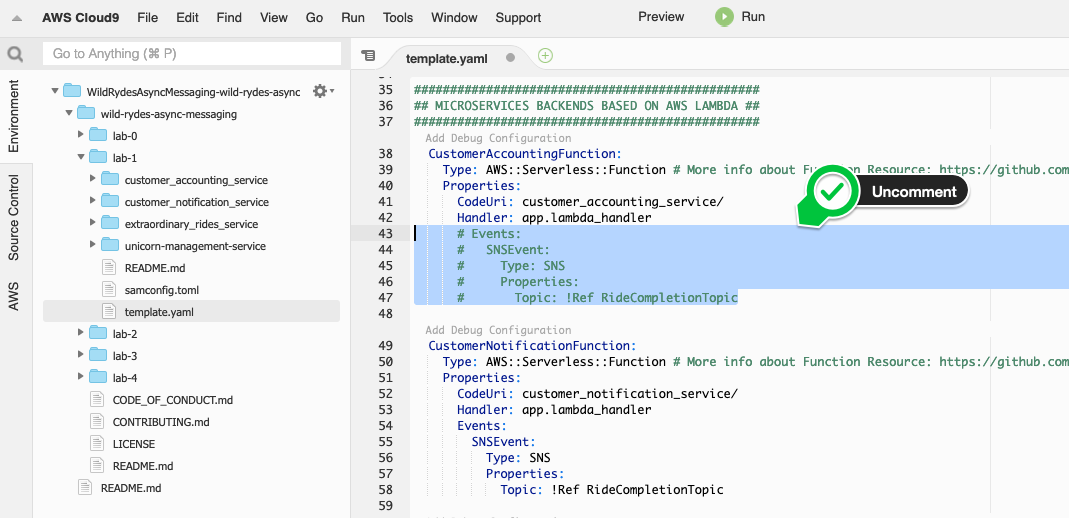 AWS Cloud9 File Edit Find View Go Run Tools Window Support Preview Run
Go to Anything (⌘ P)
template.yaml
Environment
Source Control
AWS
WildRydesAsyncMessaging-wild-rydes-async
wild-rydes-async-messaging
lab-0
lab-1
customer_accounting_service
customer_notification_service
extraordinary_rides_service
unicorn-management-service
README.md
samconfig.toml
template.yaml
lab-2
lab-3
lab-4
CODE_OF_CONDUCT.md
CONTRIBUTING.md
LICENSE
README.md
README.md
35 ################################################
36 ## MICROSERVICES BACKENDS BASED ON AWS LAMBDA ##
37 ################################################
Add Debug Configuration
38 CustomerAccountingFunction:
39 Type: AWS::Serverless::Function # More info about Function Resource: https://github.com
40 Properties:
41 CodeUri: customer_accounting_service/
42 Handler: app.lambda_handler
43 # Events:
44 # SNSEvent:
45 # Type: SNS
46 # Properties:
47 # Topic: !Ref RideCompletionTopic
48
Add Debug Configuration
49 CustomerNotificationFunction:
50 Type: AWS::Serverless::Function # More info about Function Resource: https://github.com
51 Properties:
52 CodeUri: customer_notification_service/
53 Handler: app.lambda_handler
54 Events:
55 SNSEvent:
56 Type: SNS
57 Properties:
58 Topic: !Ref RideCompletionTopic
59
Uncomment